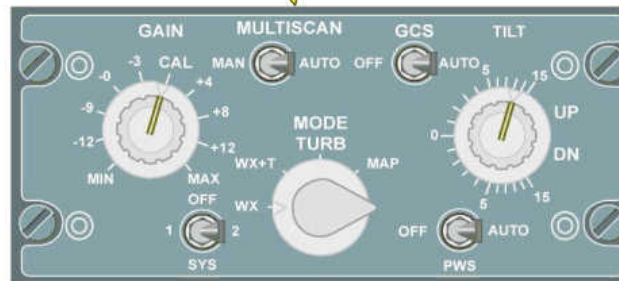 GAIN
MULTISCAN
GCS
TILT
MAN
AUTO
OFF
AUTO
-0
-3
CAL
+4
-9
+8
-12
+12
MIN
MAX
MODE
TURB
WX+T
MAP
WX
5
15
0
UP
DN
5
15
OFF
1
2
SYS
OFF
AUTO
PWS